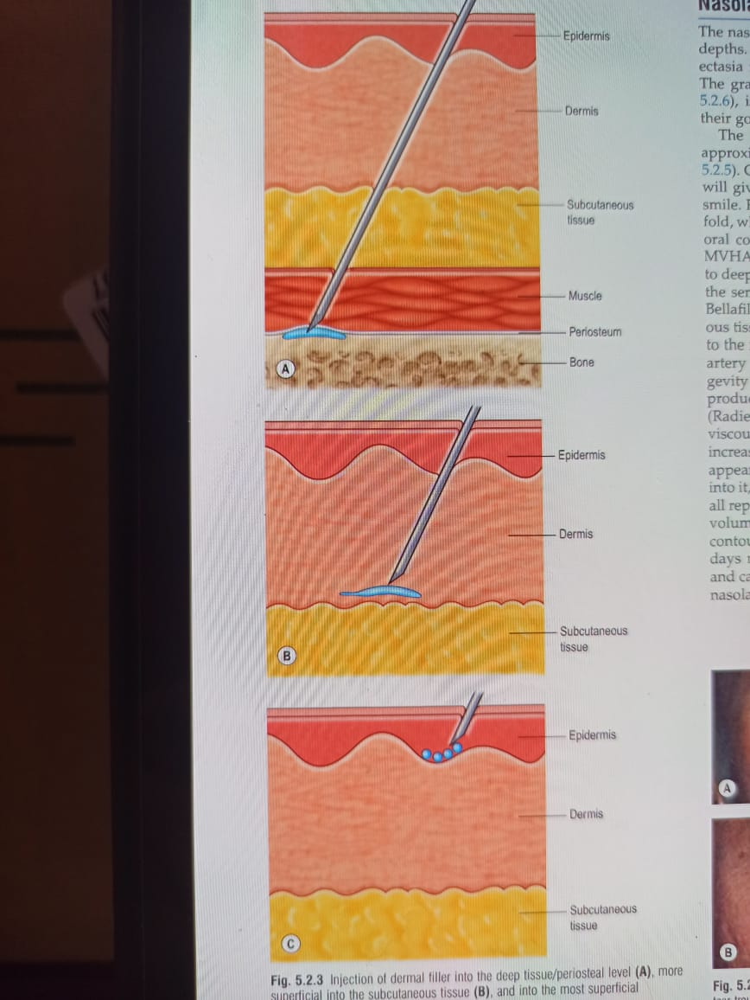 Epidermis
Dermis
Subcutaneous
tissue
Muscle
Periosteum
Bone
A
Epidermis
Dermis
Subcutaneous
tissue
B
Epidermis
Dermis
Subcutaneous
tissue
C
Fig. 5.2.3 Injection of dermal filler into the deep tissue/periosteal level (A), more
superficial into the subcutaneous tissue (B), and into the most superficial
The nas
depths.
ectasia
The gra
5.2.6), i
their go
The
approxi
5.2.5). C
will giv
smile. F
fold, w
oral co
MVHA
to deep
the ser
Bellafil
ous tis
to the
artery
gevity
produ
(Radie
viscou
increa
appea
into it,
all rep
volum
contou
days
and ca
nasola
A
B
Fig. 5.2